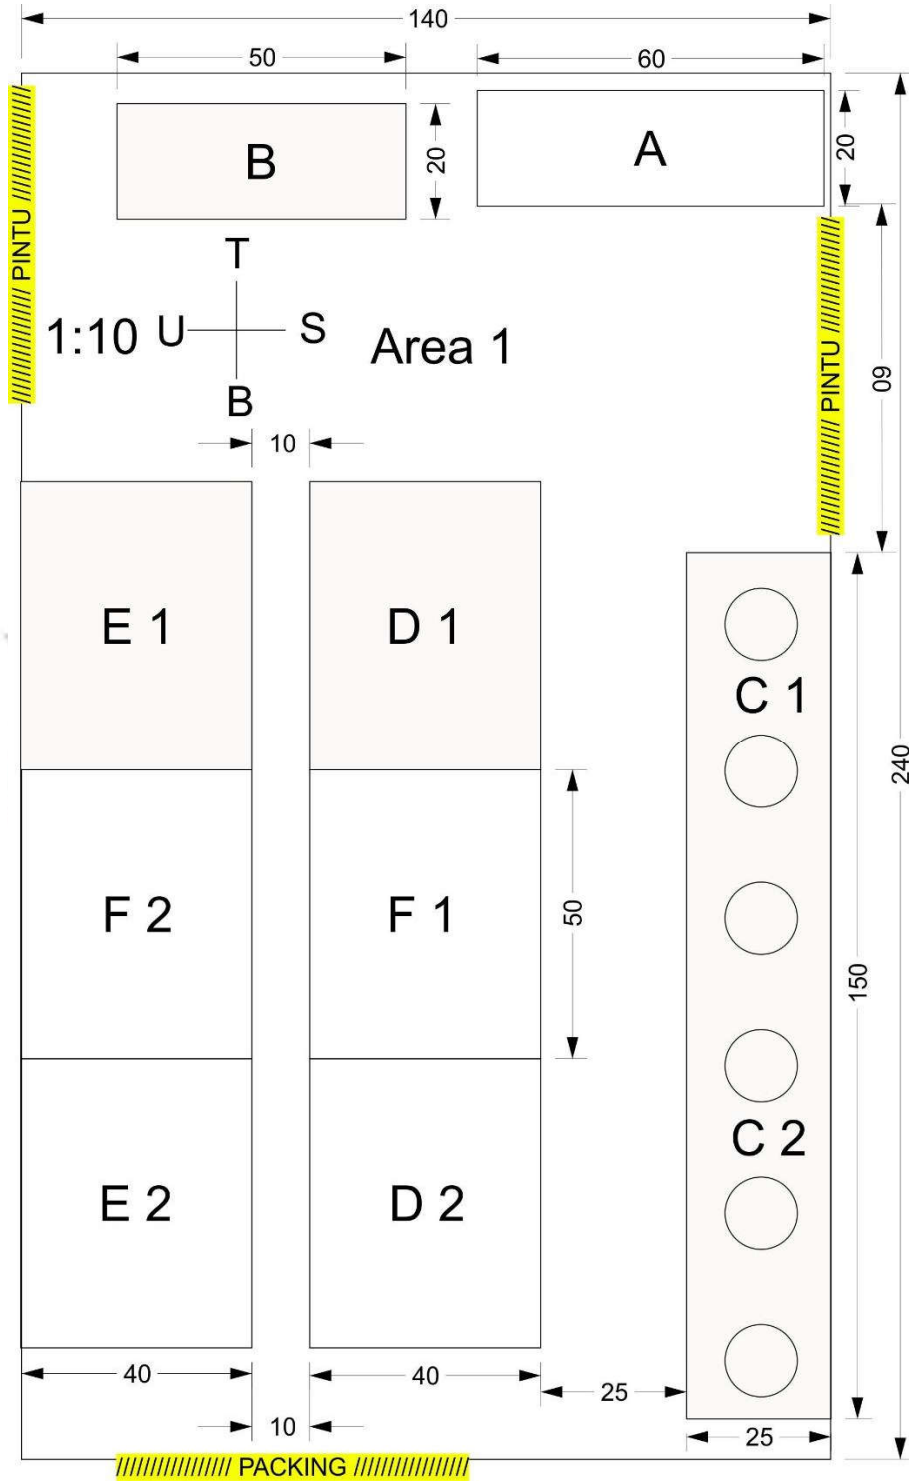 140
50
60
B
20
A
20
////////// PINTU //////////
T
1:10 U S
Area 1
B
////////// PINTU //////////
60
10
E 1
D 1
C 1
240
F 2
F 1
50
150
C 2
E 2
D 2
40
40
25
10
25
//////////////// PACKING ////////////////